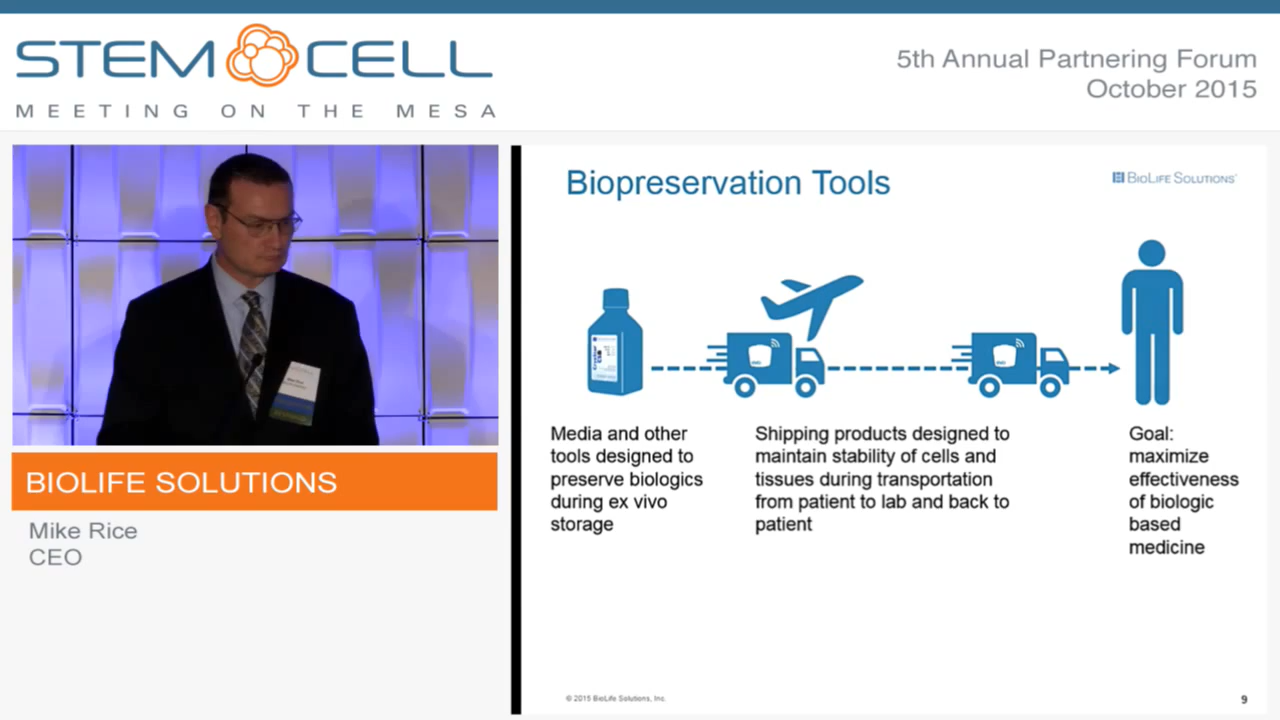 STEM CELL
MEETING ON THE MESA
5th Annual Partnering Forum
October 2015
Biopreservation Tools
BIOLIFE SOLUTIONS
Media and other
tools designed to
preserve biologics
during ex vivo
storage
Shipping products designed to
maintain stability of cells and
tissues during transportation
from patient to lab and back to
patient
Goal:
maximize
effectiveness
of biologic
based
medicine
BIOLIFE SOLUTIONS
Mike Rice
CEO
© 2015 BioLife Solutions, Inc.
9